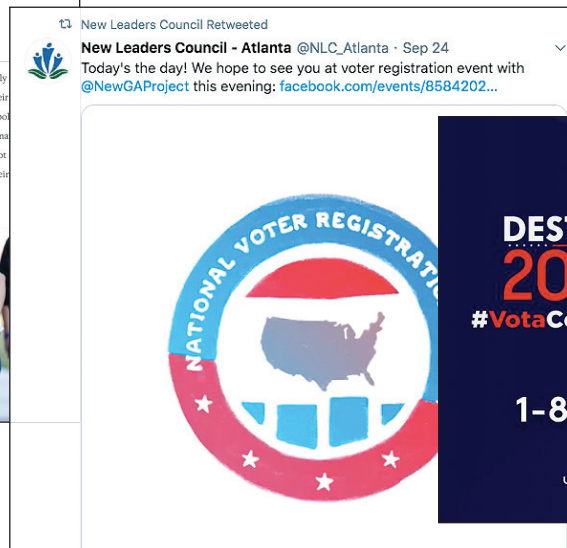 New Leaders Council Retweeted
New Leaders Council - Atlanta @NLC_Atlanta · Sep 24
Today's the day! We hope to see you at voter registration event with
@NewGAProject this evening: facebook.com/events/8584202...
NATIONAL VOTER REGISTRATI
DES
20
#VotaC
1-8